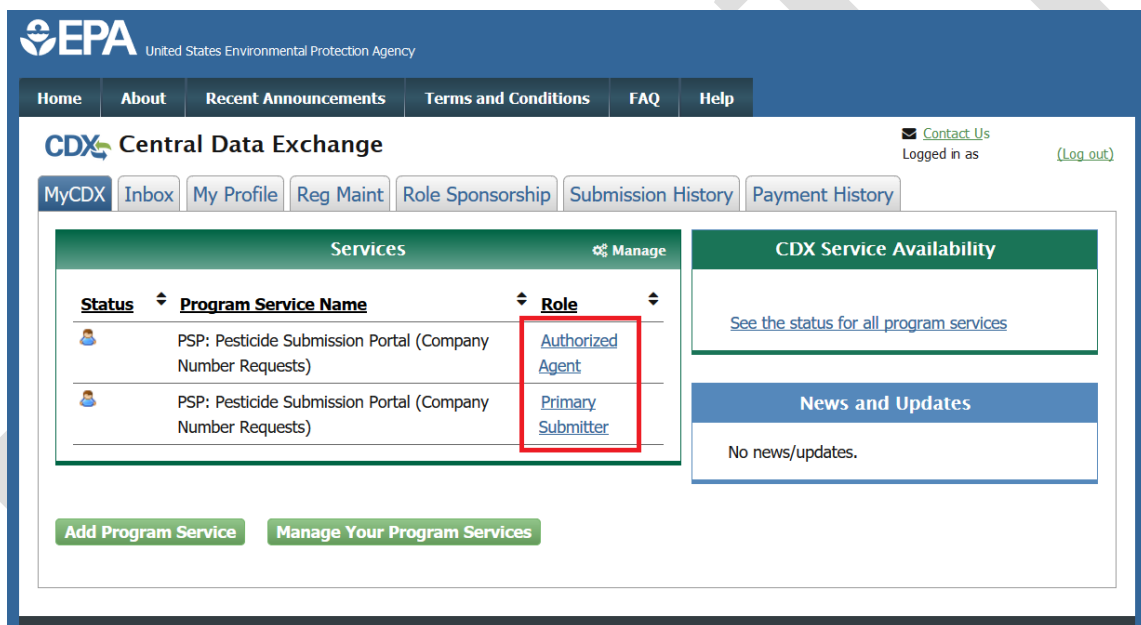 EPA United States Environmental Protection Agency
Home About Recent Announcements Terms and Conditions FAQ Help
CDX Central Data Exchange
Contact Us
Logged in as (Log out)
MyCDX Inbox My Profile Reg Maint Role Sponsorship Submission History Payment History
Services Manage
Status Program Service Name Role
PSP: Pesticide Submission Portal (Company
Number Requests)
Authorized
Agent
PSP: Pesticide Submission Portal (Company
Number Requests)
Primary
Submitter
CDX Service Availability
See the status for all program services
News and Updates
No news/updates.
Add Program Service Manage Your Program Services